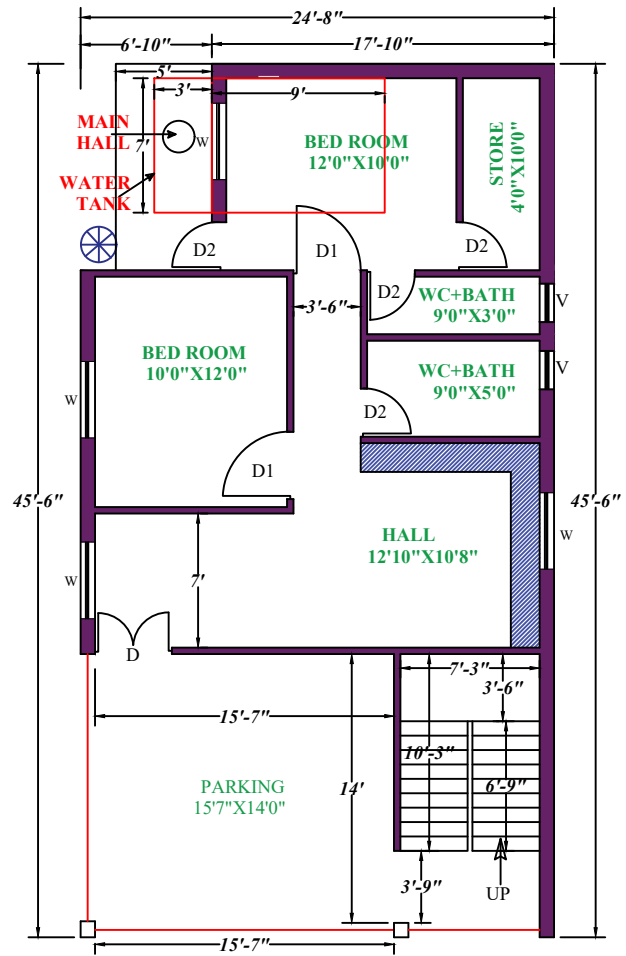 24'-8"
6'-10"
17'-10"
5'
3'
9'
MAIN
HALL
7'
W
BED ROOM
12'0"X10'0"
STORE
4'0"X10'0"
WATER
TANK
D2
D1
D2
3'-6"
D2
WC+BATH
9'0"X3'0"
V
BED ROOM
10'0"X12'0"
WC+BATH
9'0"X5'0"
V
W
D2
D1
45'-6"
45'-6"
HALL
12'10"X10'8"
W
W
7'
D
7'-3"
3'-6"
15'-7"
10'-3"
PARKING
15'7"X14'0"
14'
6'-9"
3'-9"
UP
15'-7"